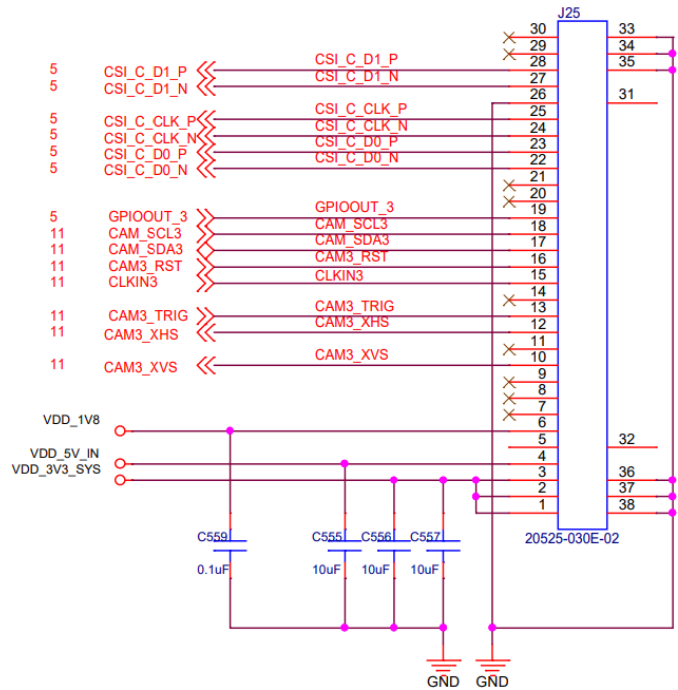 J25
30 33
29 34
5 CSI_C_D1_P CSI_C_D1_P 28 35
5 CSI_C_D1_N CSI_C_D1_N 27
26 31
5 CSI_C_CLK_P CSI_C_CLK_P 25
5 CSI_C_CLK_N CSI_C_CLK_N 24
5 CSI_C_D0_P CSI_C_D0_P 23
5 CSI_C_D0_N CSI_C_D0_N 22
21
20
5 GPIOOUT_3 GPIOOUT_3 19
11 CAM_SCL3 CAM_SCL3 18
11 CAM_SDA3 CAM_SDA3 17
11 CAM3_RST CAM3_RST 16
11 CLKIN3 CLKIN3 15
14
11 CAM3_TRIG CAM3_TRIG 13
11 CAM3_XHS CAM3_XHS 12
11
11 CAM3_XVS CAM3_XVS 10
9
8
7
VDD_1V8 6
5 32
VDD_5V_IN 4
VDD_3V3_SYS 3 36
2 37
1 38
C559 C555 C556 C557 20525-030E-02
0.1uF 10uF 10uF 10uF
GND GND